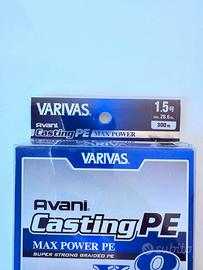 VARIVAS
1.5号
MAX 28.6lb.
300m
Avani Casting PE MAX POWER
VARIVAS
Avani
Casting PE
MAX POWER PE
SUPER STRONG BRAIDED PE
X8
subito